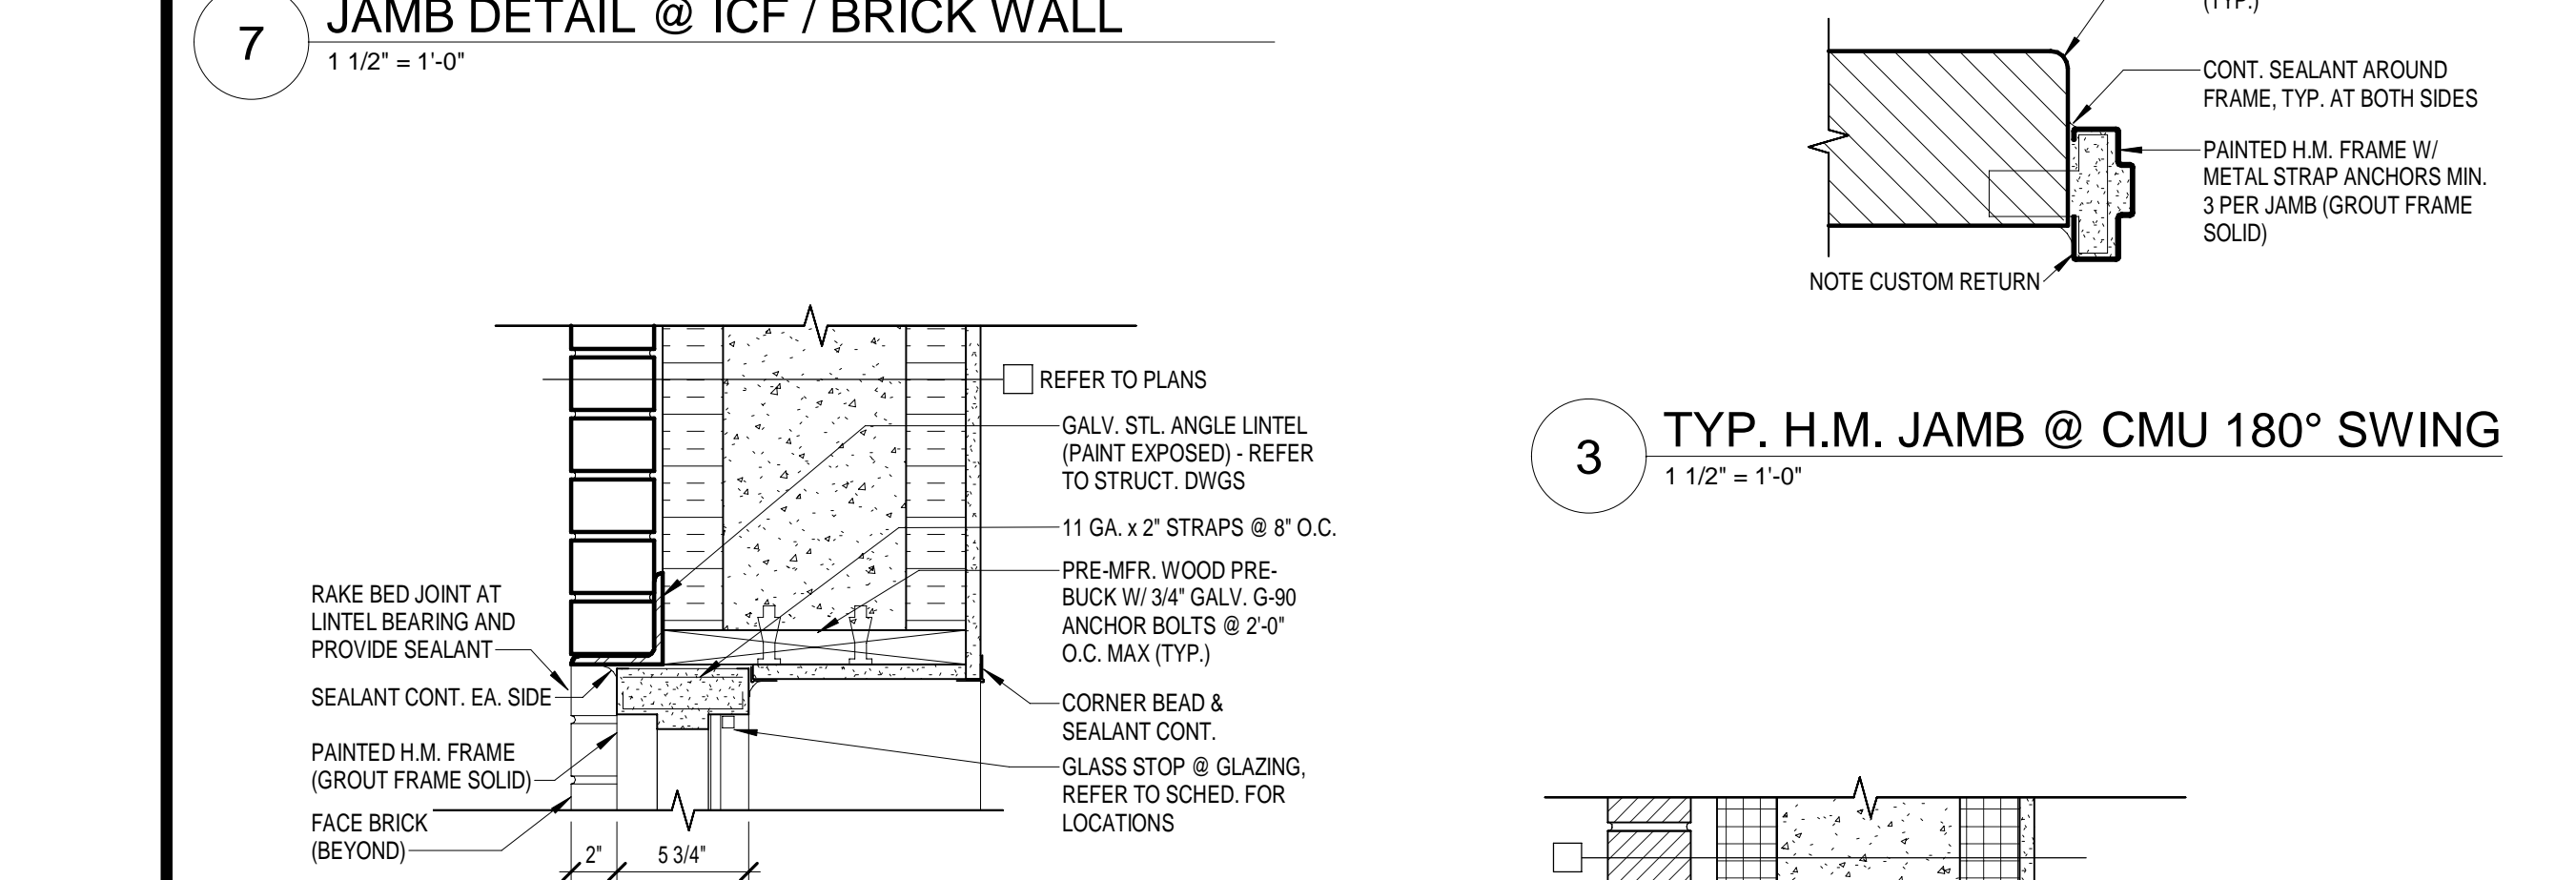 7
JAMB DETAIL @ ICF / BRICK WALL
1 1/2" = 1'-0"
REFER TO PLANS
GALV. STL. ANGLE LINTEL
(PAINT EXPOSED) - REFER
TO STRUCT. DWGS
11 GA. x 2" STRAPS @ 8" O.C.
PRE-MFR. WOOD PRE-
BUCK W/ 3/4" GALV. G-90
ANCHOR BOLTS @ 2'-0"
O.C. MAX (TYP.)
CORNER BEAD &
SEALANT CONT.
GLASS STOP @ GLAZING,
REFER TO SCHED. FOR
LOCATIONS
RAKE BED JOINT AT
LINTEL BEARING AND
PROVIDE SEALANT
SEALANT CONT. EA. SIDE
PAINTED H.M. FRAME
(GROUT FRAME SOLID)
FACE BRICK
(BEYOND)
2"
5 3/4"
(TYP.)
CONT. SEALANT AROUND
FRAME, TYP. AT BOTH SIDES
PAINTED H.M. FRAME W/
METAL STRAP ANCHORS MIN.
3 PER JAMB (GROUT FRAME
SOLID)
NOTE CUSTOM RETURN
3
TYP. H.M. JAMB @ CMU 180° SWING
1 1/2" = 1'-0"